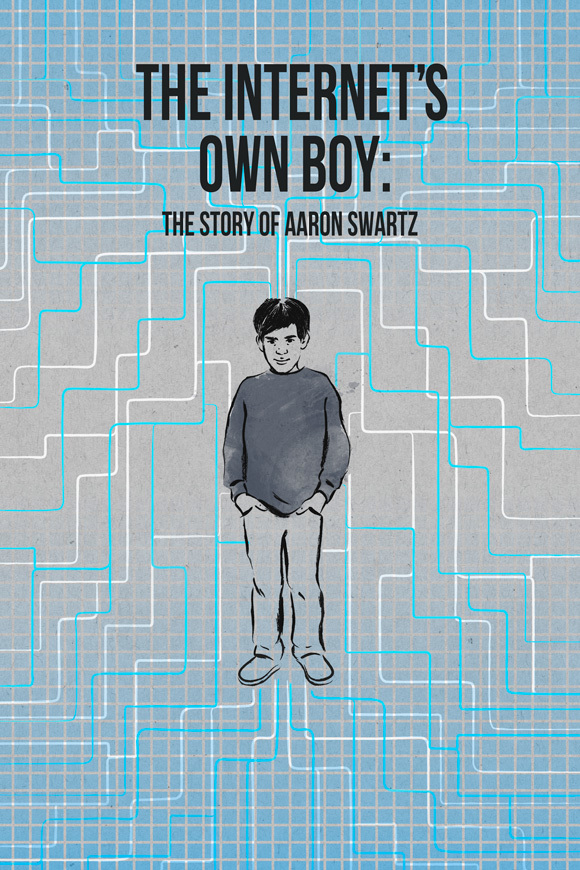 THE INTERNET'S
OWN BOY:
THE STORY OF AARON SWARTZ